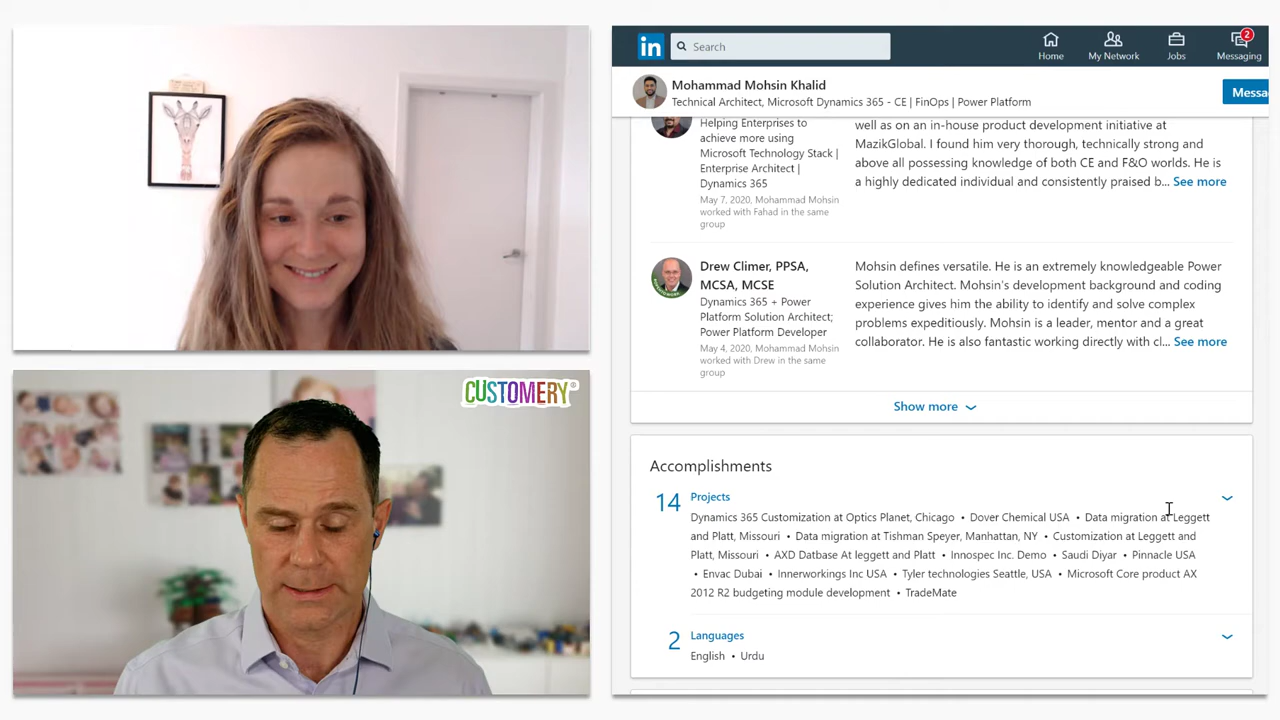 CUSTOMERY®
in
Search
Home
My Network
Jobs
2
Messaging
Mohammad Mohsin Khalid
Technical Architect, Microsoft Dynamics 365 - CE | FinOps | Power Platform
Messa
Helping Enterprises to
achieve more using
Microsoft Technology Stack |
Enterprise Architect |
Dynamics 365
May 7, 2020, Mohammad Mohsin
worked with Fahad in the same
group
well as on an in-house product development initiative at
MazikGlobal. I found him very thorough, technically strong and
above all possessing knowledge of both CE and F&O worlds. He is
a highly dedicated individual and consistently praised b... See more
Drew Climer, PPSA,
MCSA, MCSE
Dynamics 365 + Power
Platform Solution Architect;
Power Platform Developer
May 4, 2020, Mohammad Mohsin
worked with Drew in the same
group
Mohsin defines versatile. He is an extremely knowledgeable Power
Solution Architect. Mohsin's development background and coding
experience gives him the ability to identify and solve complex
problems expeditiously. Mohsin is a leader, mentor and a great
collaborator. He is also fantastic working directly with cl... See more
Show more
Accomplishments
14 Projects
Dynamics 365 Customization at Optics Planet, Chicago • Dover Chemical USA • Data migration at Leggett
and Platt, Missouri • Data migration at Tishman Speyer, Manhattan, NY • Customization at Leggett and
Platt, Missouri • AXD Datbase At leggett and Platt • Innospec Inc. Demo • Saudi Diyar • Pinnacle USA
• Envac Dubai • Innerworkings Inc USA • Tyler technologies Seattle, USA • Microsoft Core product AX
2012 R2 budgeting module development • TradeMate
2 Languages
English • Urdu